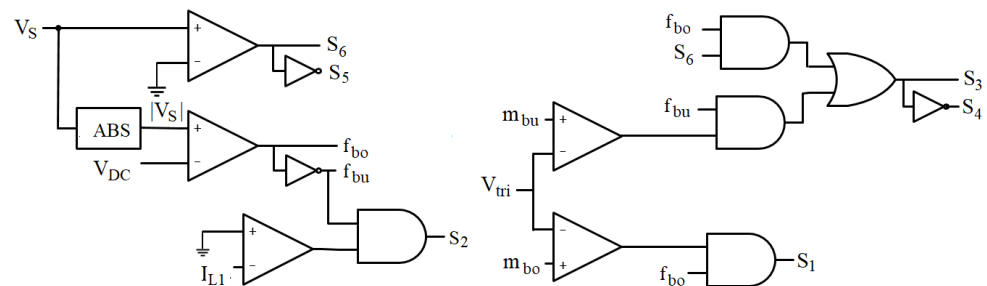 V_S
+
−
S_6
S_5
|V_S|
ABS
+
−
V_DC
f_bo
f_bu
+
−
I_L1
S_2
f_bo
S_6
S_3
S_4
f_bu
m_bu
+
−
V_tri
−
+
m_bo
f_bo
S_1